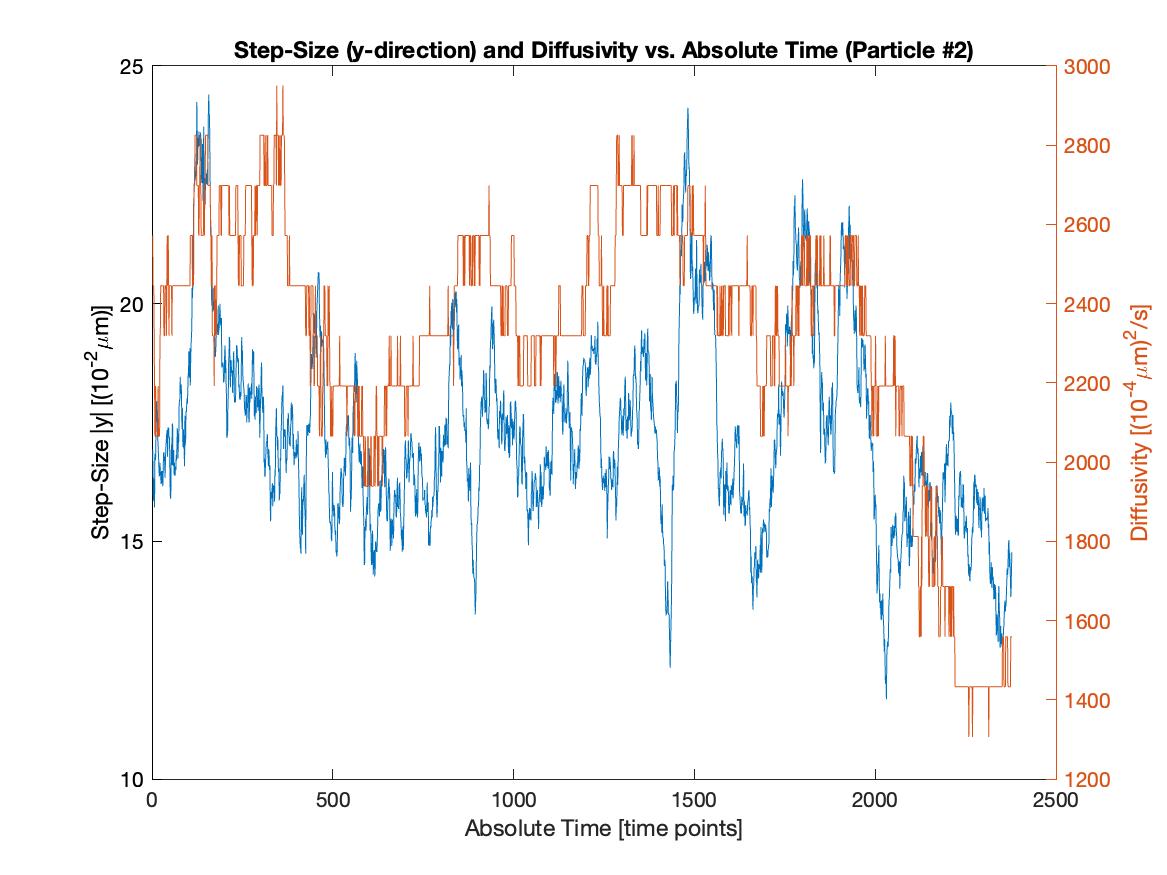 Step-Size (y-direction) and Diffusivity vs. Absolute Time (Particle #2)
25
20
15
10
Step-Size |y| [(10^-2 μm)]
3000
2800
2600
2400
2200
2000
1800
1600
1400
1200
Diffusivity [(10^-4 μm)^2/s]
0 500 1000 1500 2000 2500
Absolute Time [time points]